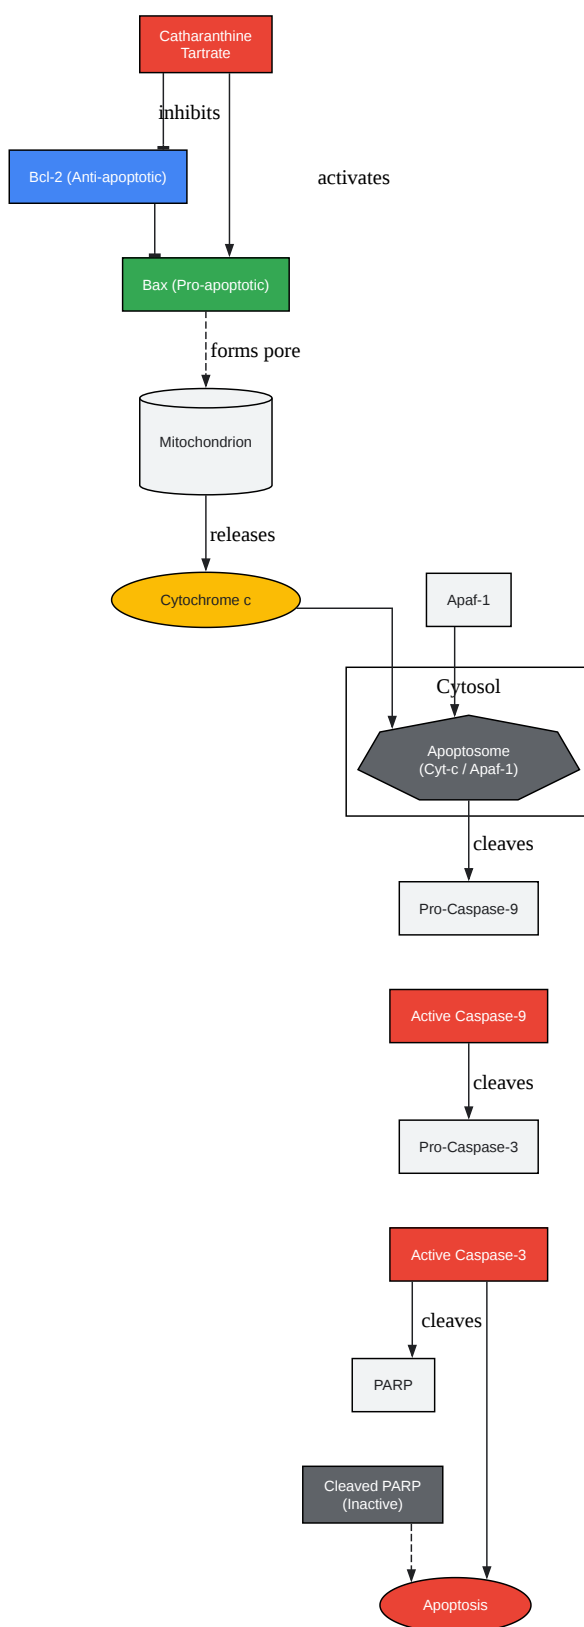 Catharanthine
Tartrate
inhibits
activates
Bcl-2 (Anti-apoptotic)
Bax (Pro-apoptotic)
forms pore
Mitochondrion
releases
Cytochrome c
Apaf-1
Cytosol
Apoptosome
(Cyt-c / Apaf-1)
cleaves
Pro-Caspase-9
Active Caspase-9
cleaves
Pro-Caspase-3
Active Caspase-3
cleaves
PARP
Cleaved PARP
(Inactive)
Apoptosis